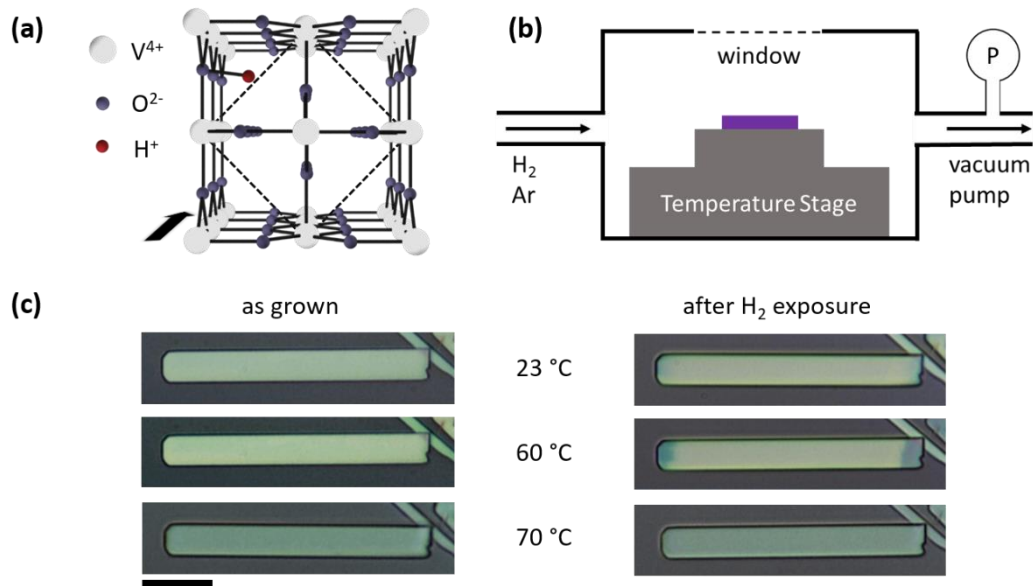 (a)
V⁴⁺
O²⁻
H⁺
(b)
window
P
H₂
Ar
vacuum
pump
Temperature Stage
(c)
as grown
after H₂ exposure
23 °C
60 °C
70 °C